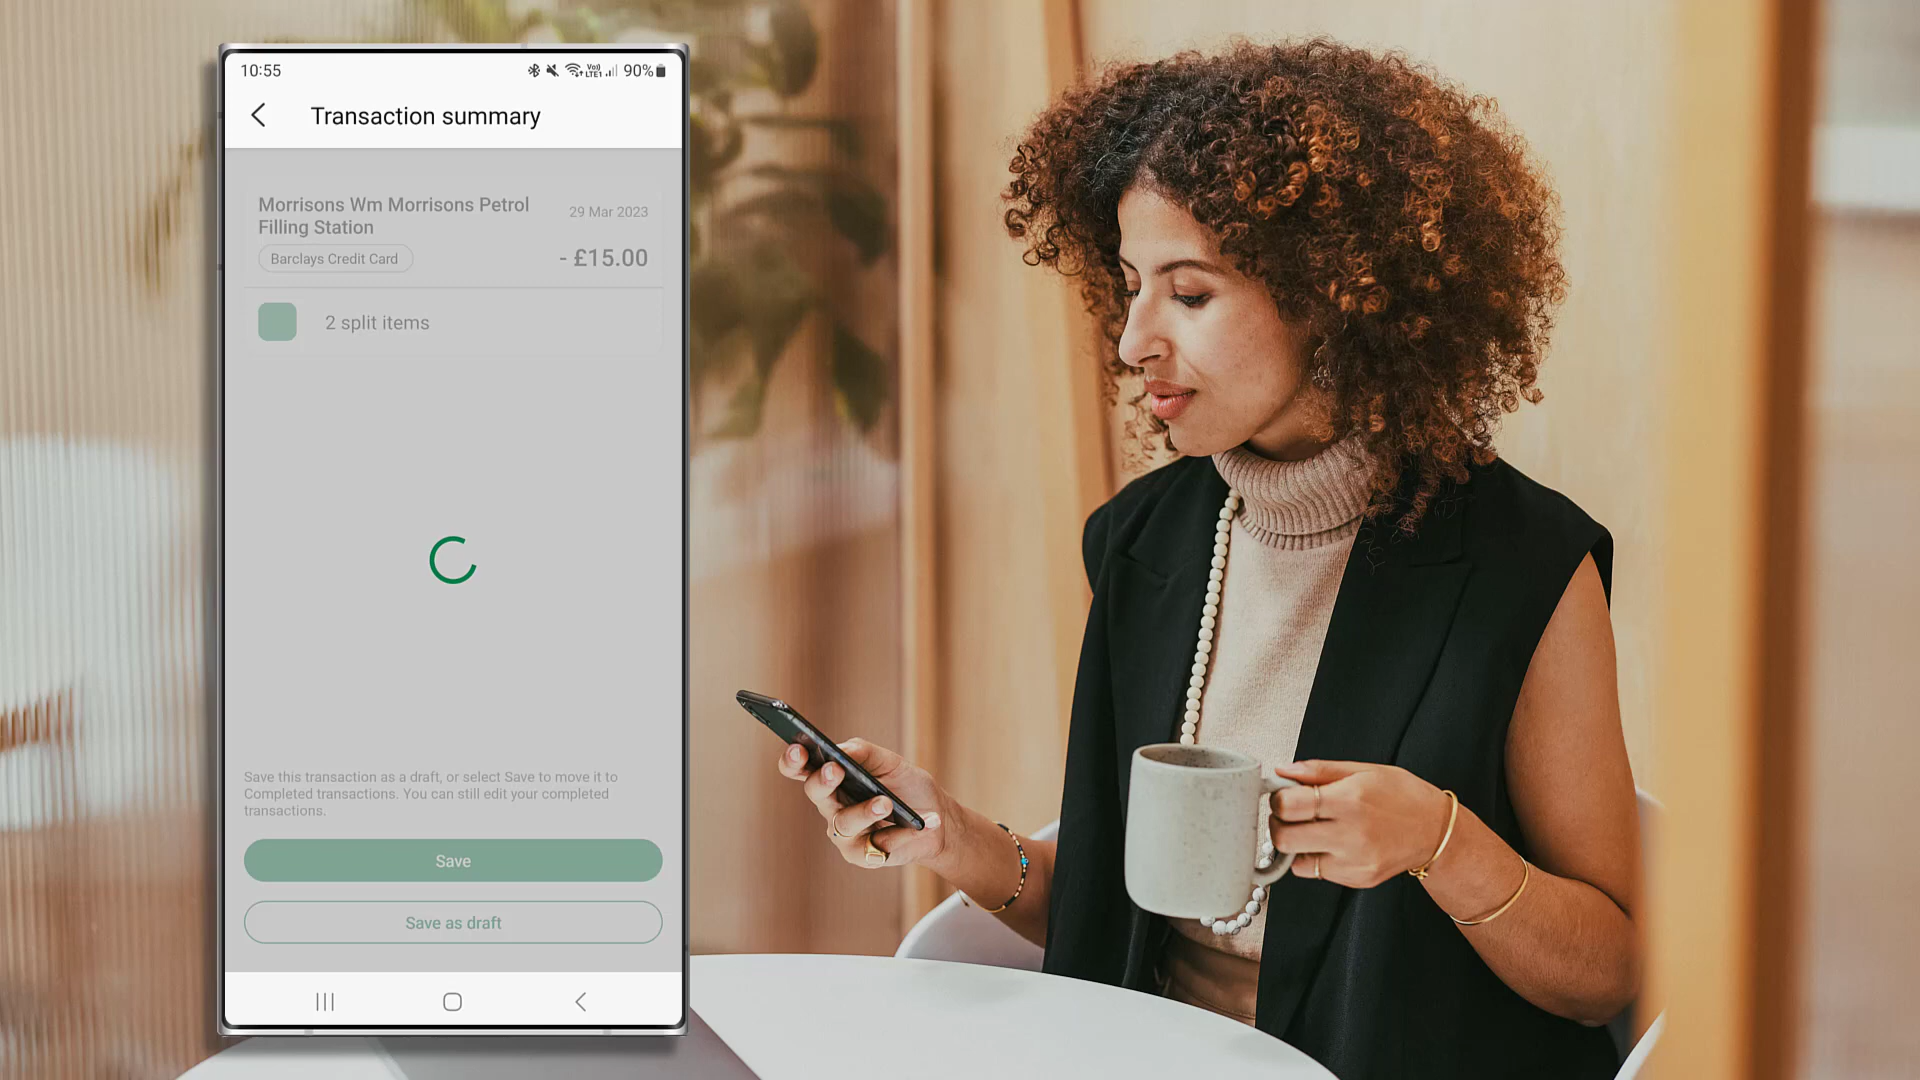 10:55
Vo))
LTE1
90%
Transaction summary
Morrisons Wm Morrisons Petrol
Filling Station
29 Mar 2023
Barclays Credit Card
- £15.00
2 split items
Save this transaction as a draft, or select Save to move it to
Completed transactions. You can still edit your completed
transactions.
Save
Save as draft